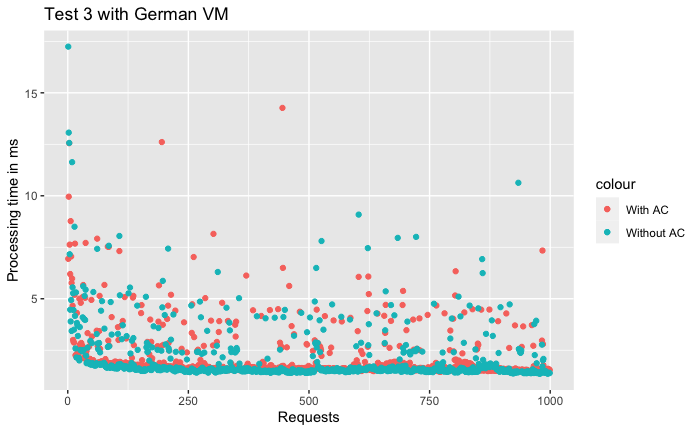 Test 3 with German VM
Processing time in ms
15
10
5
0
250
500
750
1000
Requests
colour
With AC
Without AC